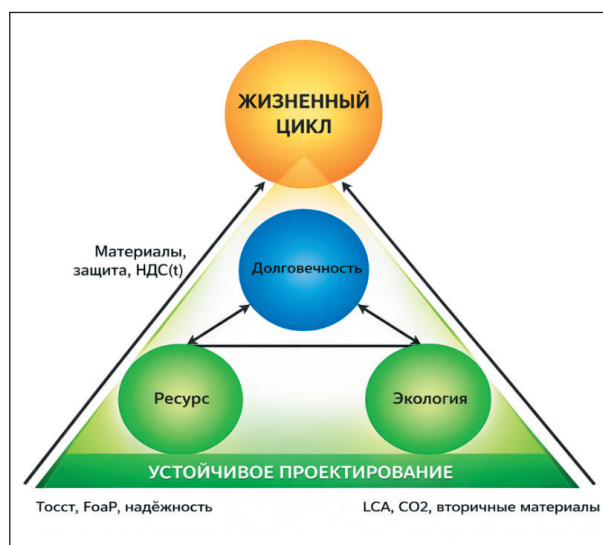 ЖИЗНЕННЫЙ
ЦИКЛ
Материалы,
защита, НДС(t)
Долговечность
Ресурс
Экология
УСТОЙЧИВОЕ ПРОЕКТИРОВАНИЕ
Тосст, FoaP, надёжность
LCA, CO2, вторичные материалы